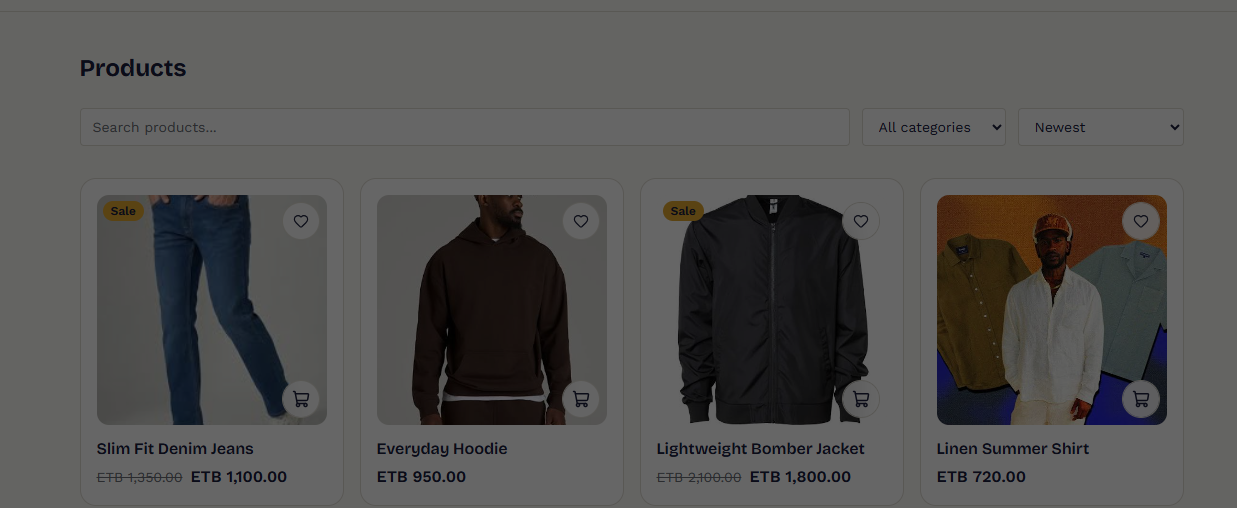 Products
Search products...
All categories
Newest
Sale
Sale
Slim Fit Denim Jeans
Everyday Hoodie
Lightweight Bomber Jacket
Linen Summer Shirt
ETB 1,350.00 ETB 1,100.00
ETB 950.00
ETB 2,100.00 ETB 1,800.00
ETB 720.00